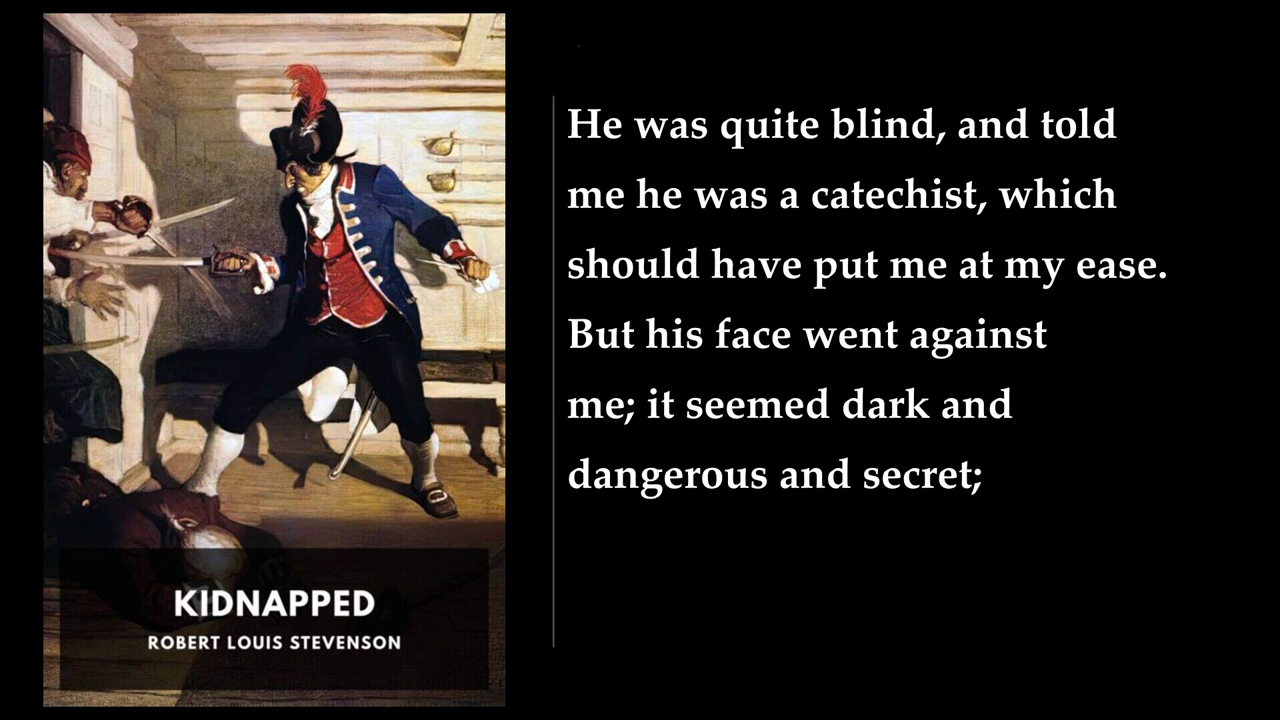 KIDNAPPED
ROBERT LOUIS STEVENSON
He was quite blind, and told
me he was a catechist, which
should have put me at my ease.
But his face went against
me; it seemed dark and
dangerous and secret;